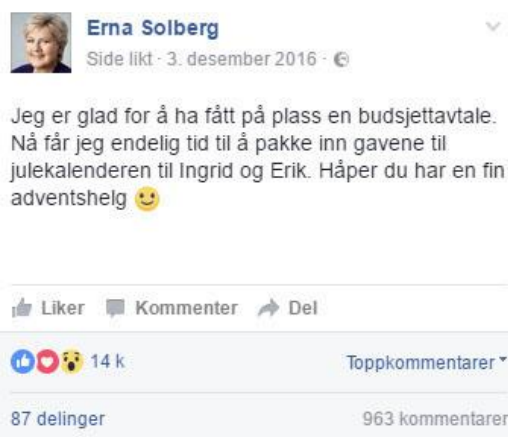 Erna Solberg
Side likt · 3. desember 2016 ·
Jeg er glad for å ha fått på plass en budsjettavtale.
Nå får jeg endelig tid til å pakke inn gavene til
julekalenderen til Ingrid og Erik. Håper du har en fin
adventshelg 🙂
Liker Kommenter Del
14 k Toppkommentarer
87 delinger 963 kommentarer